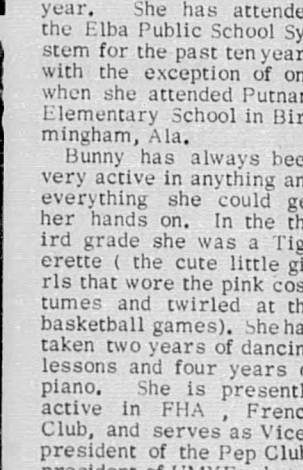 year. She has attende
the Elba Public School Sy
stem for the past ten year
with the exception of on
when she attended Putnar
Elementary School in Bir
mingham, Ala.
Bunny has always bee
very active in anything an
everything she could ge
her hands on. In the th
ird grade she was a Tig
erette ( the cute little gi
rls that wore the pink cos
tumes and twirled at th
basketball games). She ha
taken two years of dancin
lessons and four years o
piano. She is presentl
active in FHA , Frenc
Club, and serves as Vice
president of the Pep Club
president of